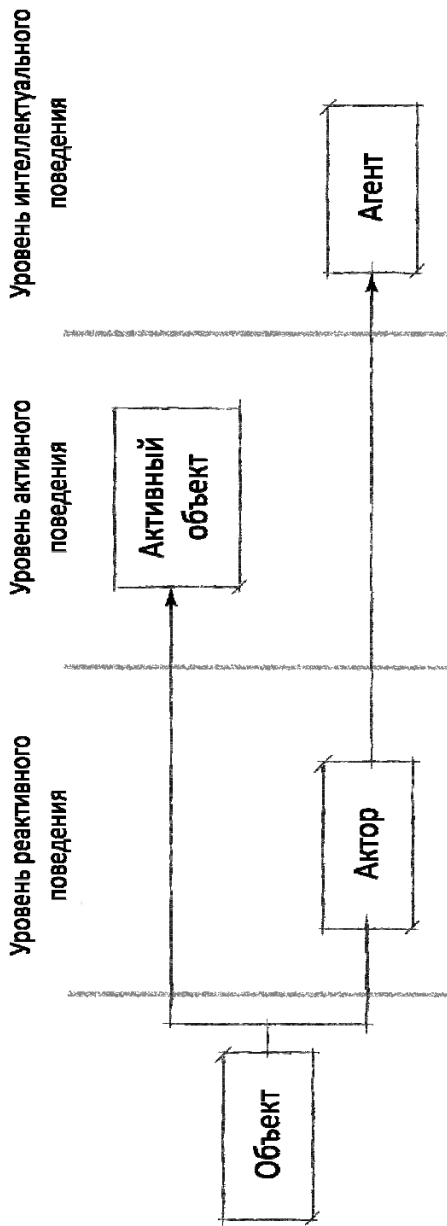 Уровень реактивного
поведения
Уровень активного
поведения
Уровень интеллектуального
поведения
Объект
Актор
Активный
объект
Агент